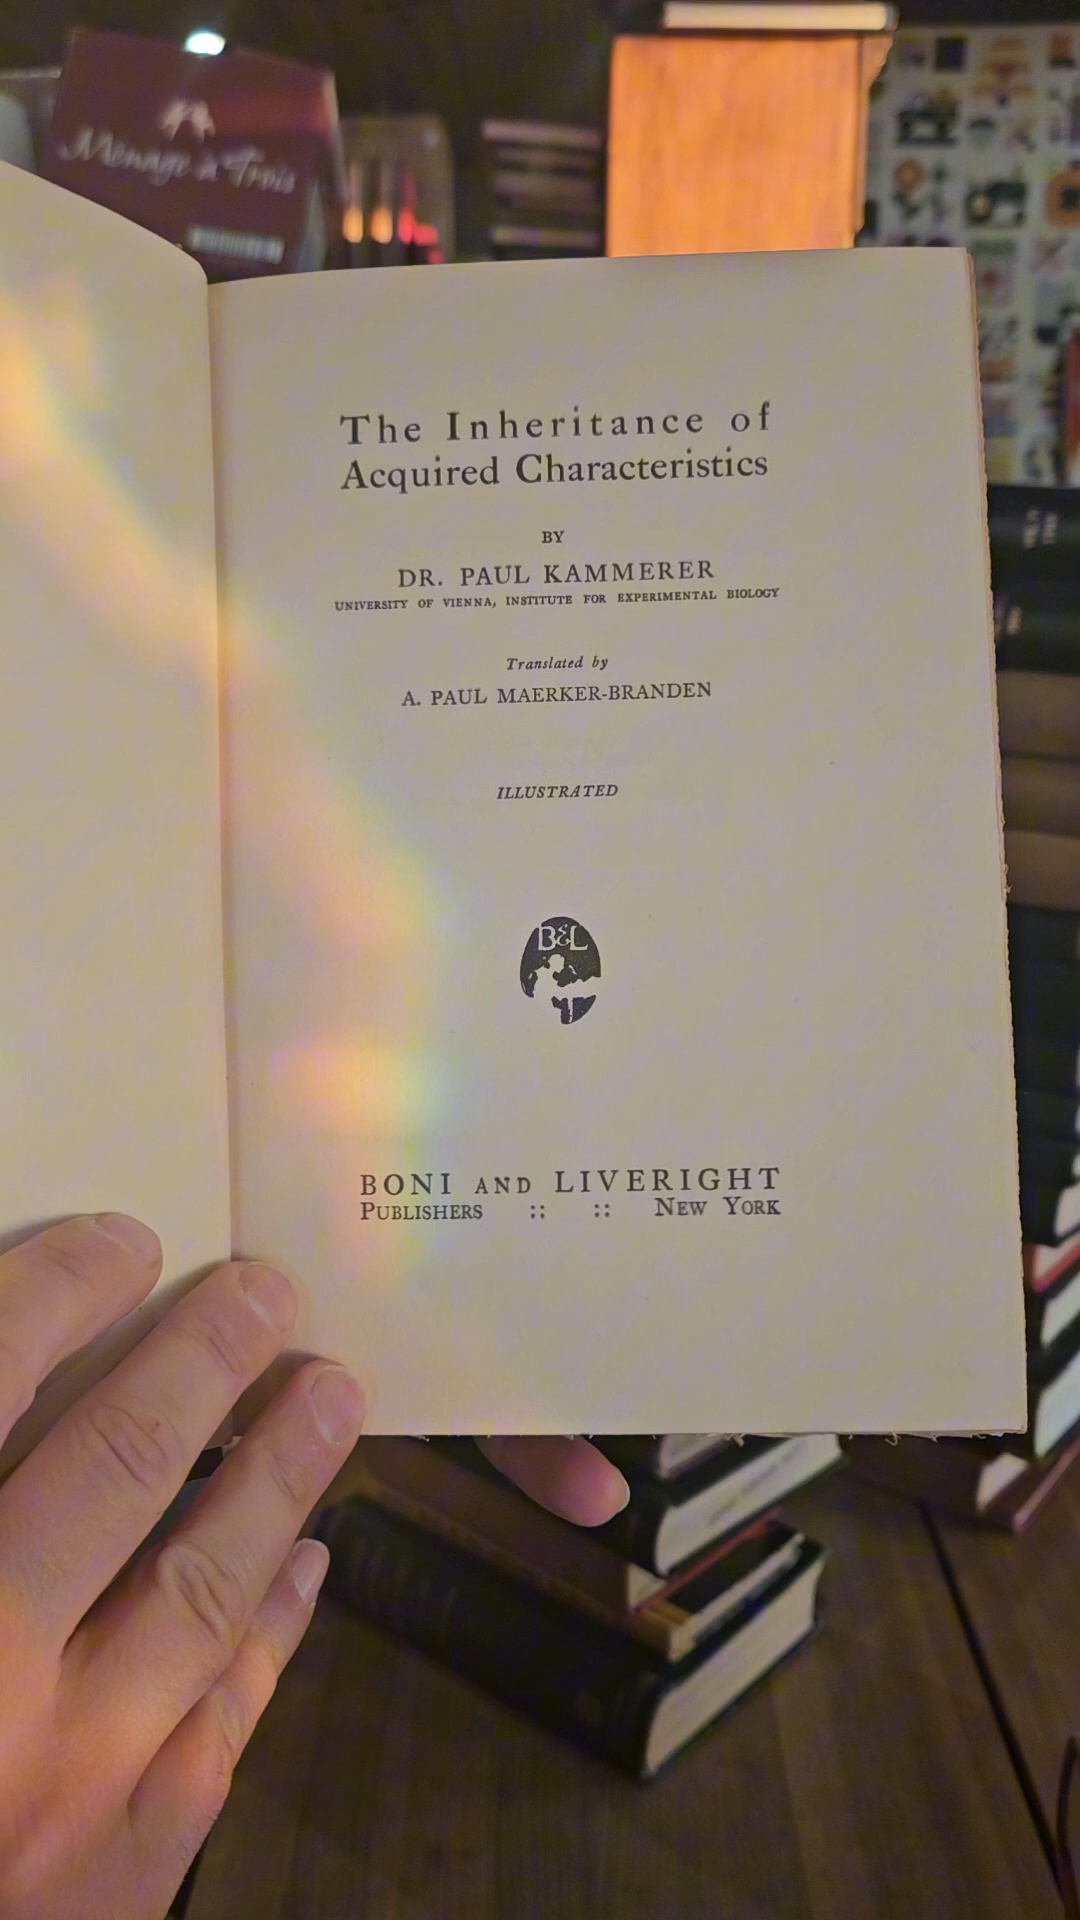 Ménage à Trois
The Inheritance of
Acquired Characteristics
BY
DR. PAUL KAMMERER
UNIVERSITY OF VIENNA, INSTITUTE FOR EXPERIMENTAL BIOLOGY
Translated by
A. PAUL MAERKER-BRANDEN
ILLUSTRATED
B&L
BONI AND LIVERIGHT
PUBLISHERS :: :: NEW YORK